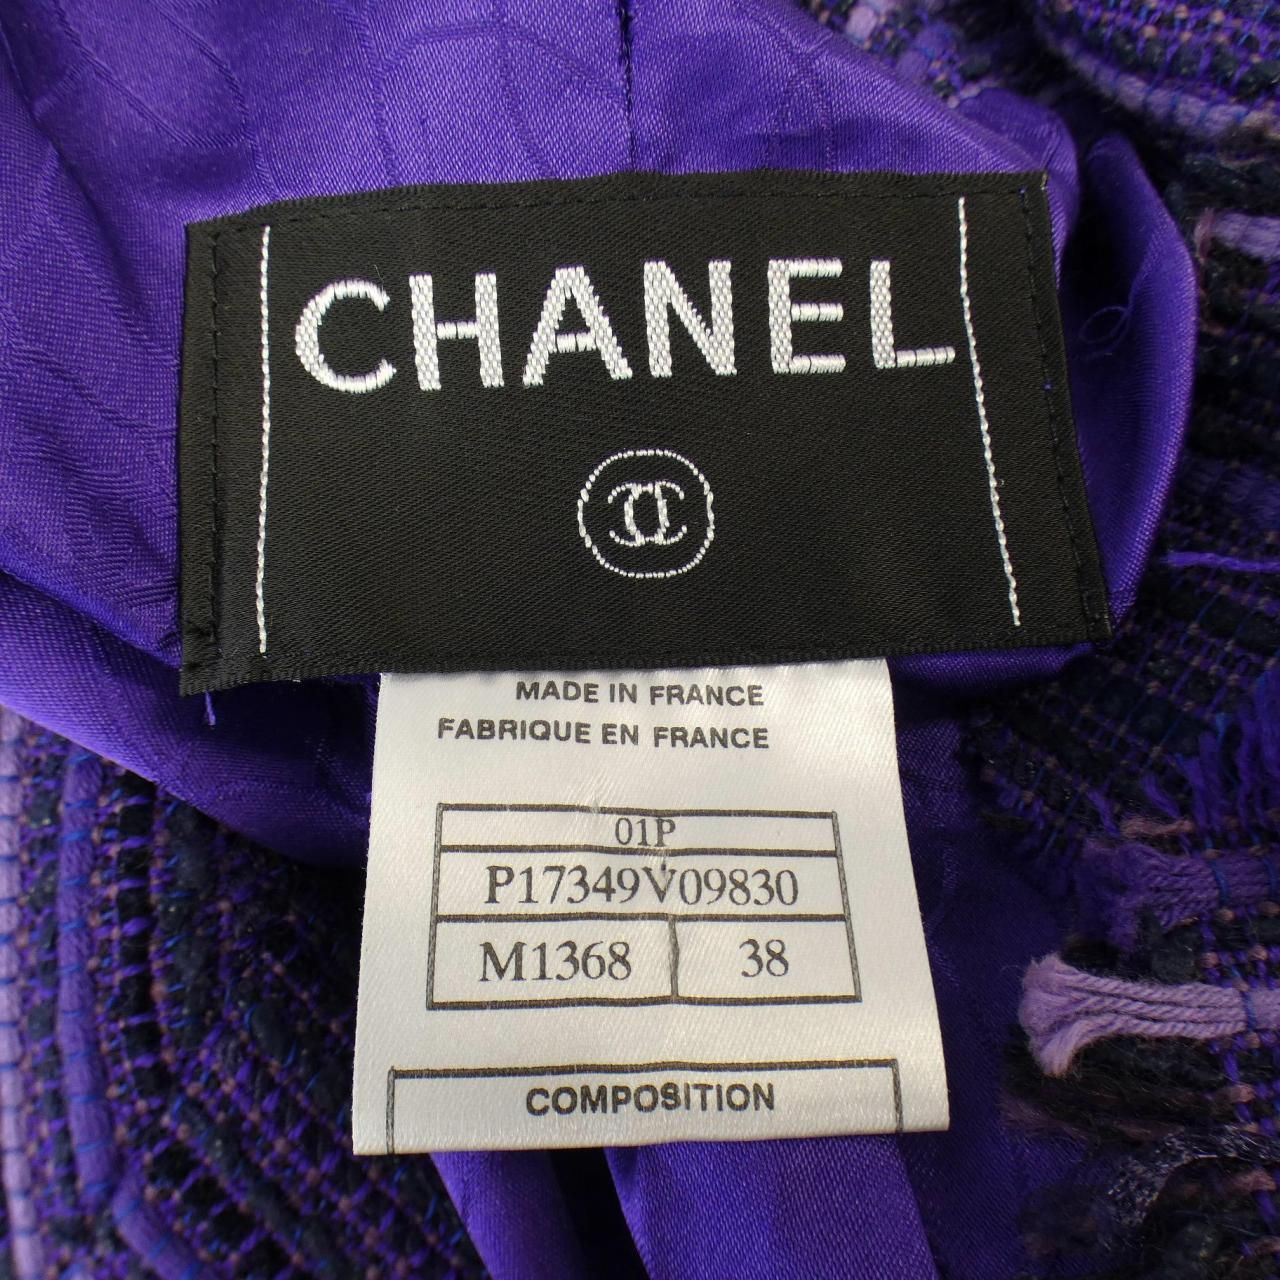 CHANEL
MADE IN FRANCE
FABRIQUE EN FRANCE
01P
P17349V09830
M1368 38
COMPOSITION